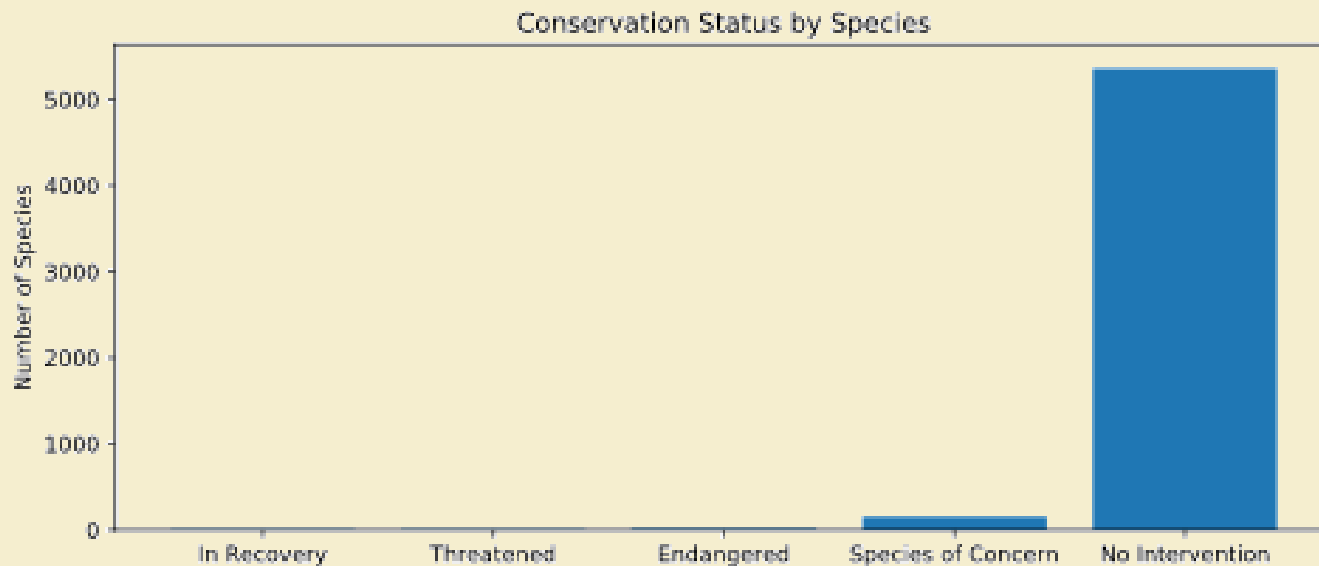 Conservation Status by Species
Number of Species
5000
4000
3000
2000
1000
0
In Recovery
Threatened
Endangered
Species of Concern
No Intervention